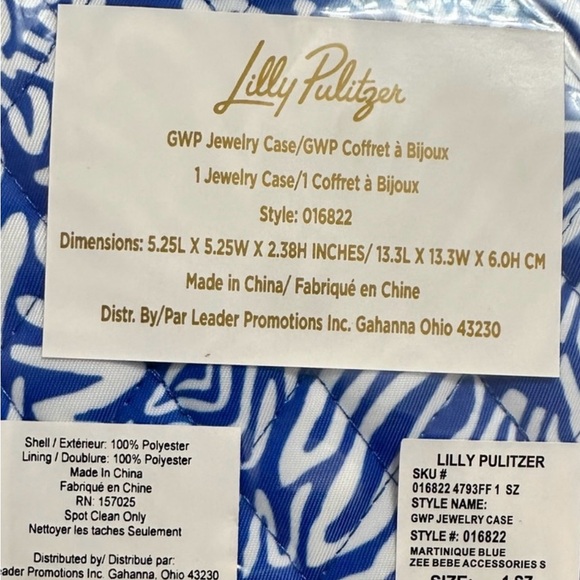 Lilly Pulitzer
GWP Jewelry Case/GWP Coffret à Bijoux
1 Jewelry Case/1 Coffret à Bijoux
Style: 016822
Dimensions: 5.25L X 5.25W X 2.38H INCHES/ 13.3L X 13.3W X 6.0H CM
Made in China/ Fabriqué en Chine
Distr. By/Par Leader Promotions Inc. Gahanna Ohio 43230
Shell / Extérieur: 100% Polyester
Lining / Doublure: 100% Polyester
Made In China
Fabriqué en Chine
RN: 157025
Spot Clean Only
Nettoyer les taches Seulement
Distributed by/ Distribué par:
eader Promotions Inc. Gahanna, Ohio 43230
LILLY PULITZER
SKU #
016822 4793FF 1 SZ
STYLE NAME:
GWP JEWELRY CASE
STYLE #: 016822
MARTINIQUE BLUE
ZEE BEBE ACCESSORIES S